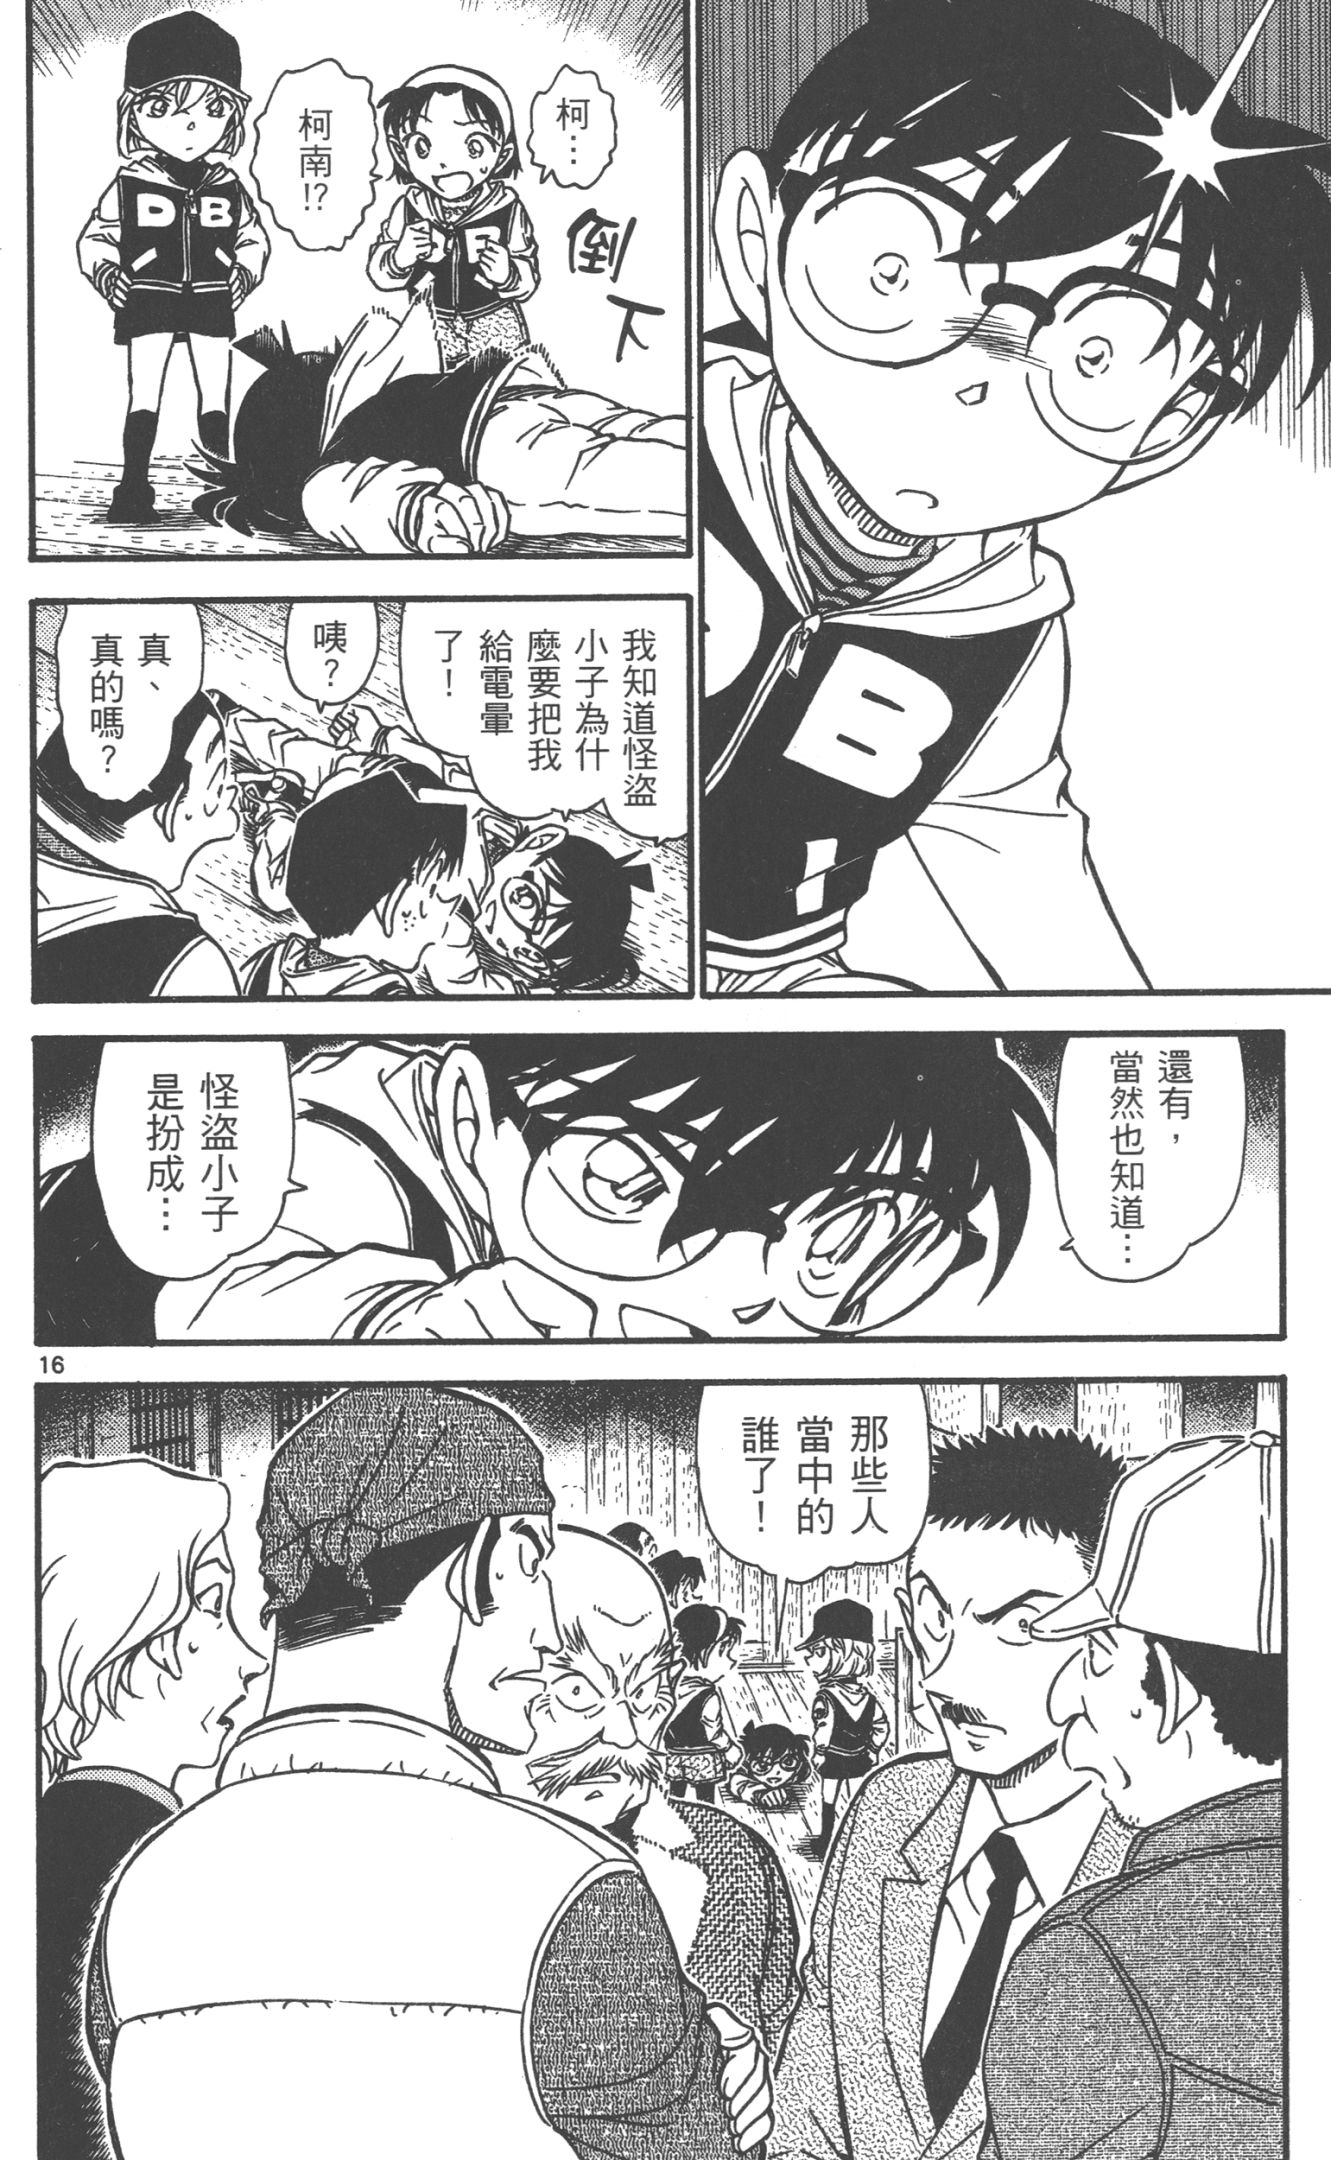 B
柯…
柯南!?
倒下
D B
我知道怪盜
小子為什
麼要把我
給電暈
了！
咦？
真、
真的嗎？
還有，
當然也知道…
怪盜小子
是扮成…
16
那些人
當中的
誰了！